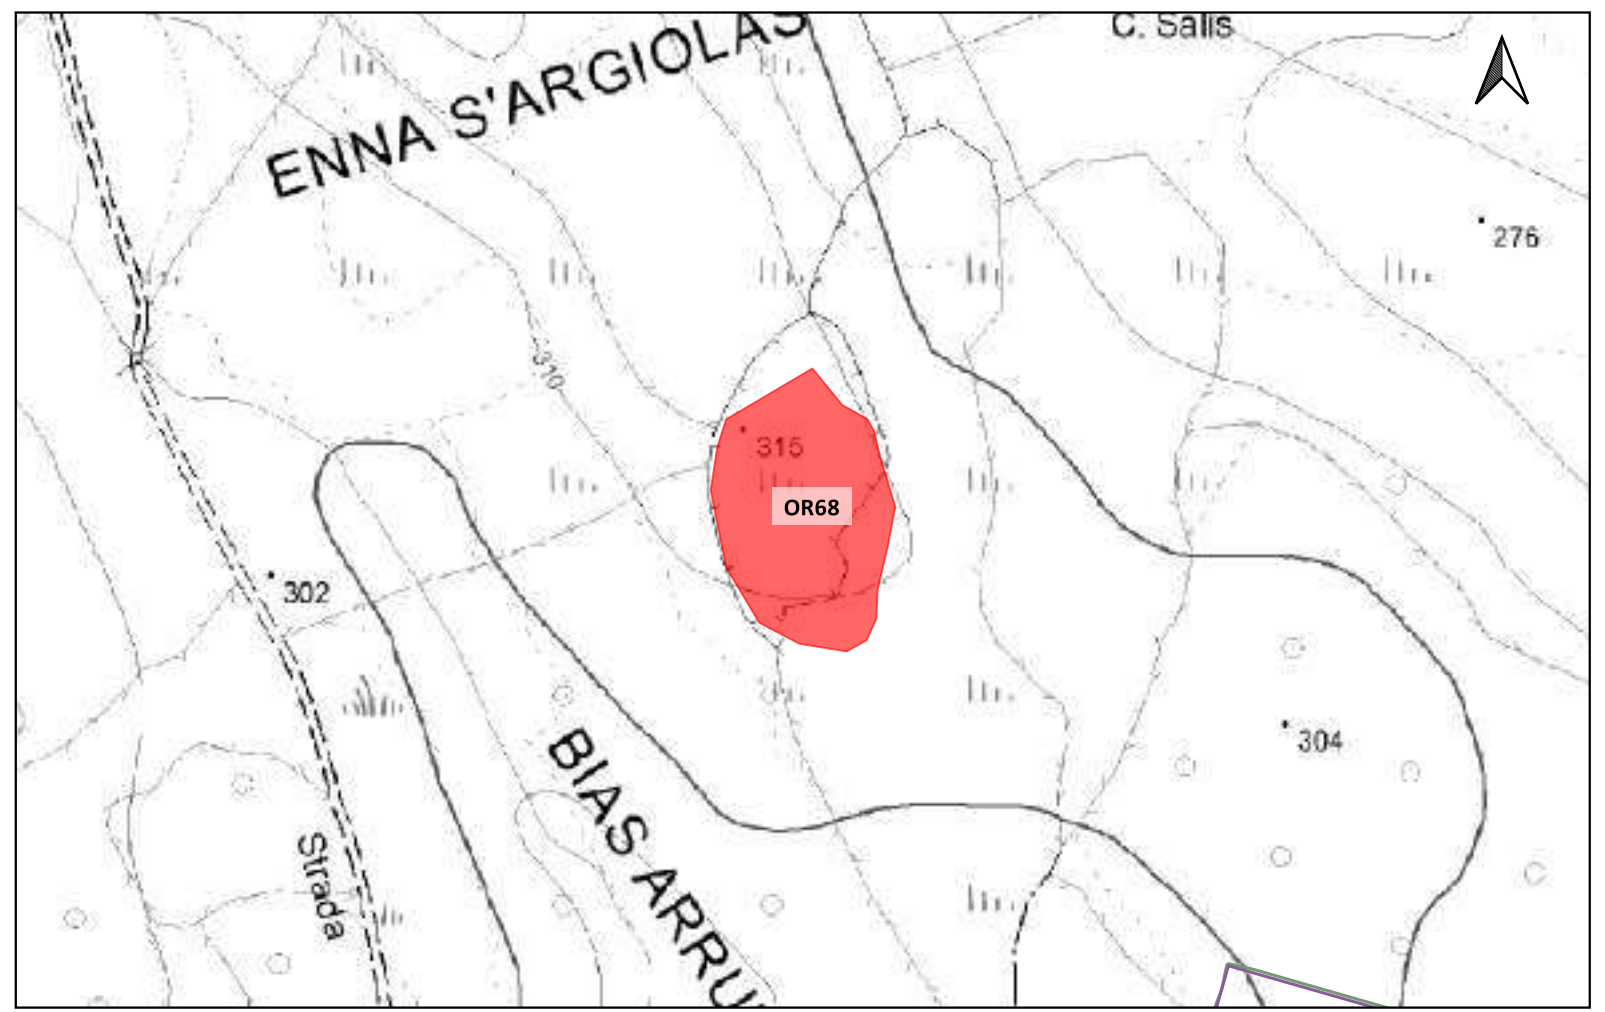 C. Salis
ENNA S'ARGIOLAS
276
310
315
OR68
302
304
BIAS ARRU
Strada